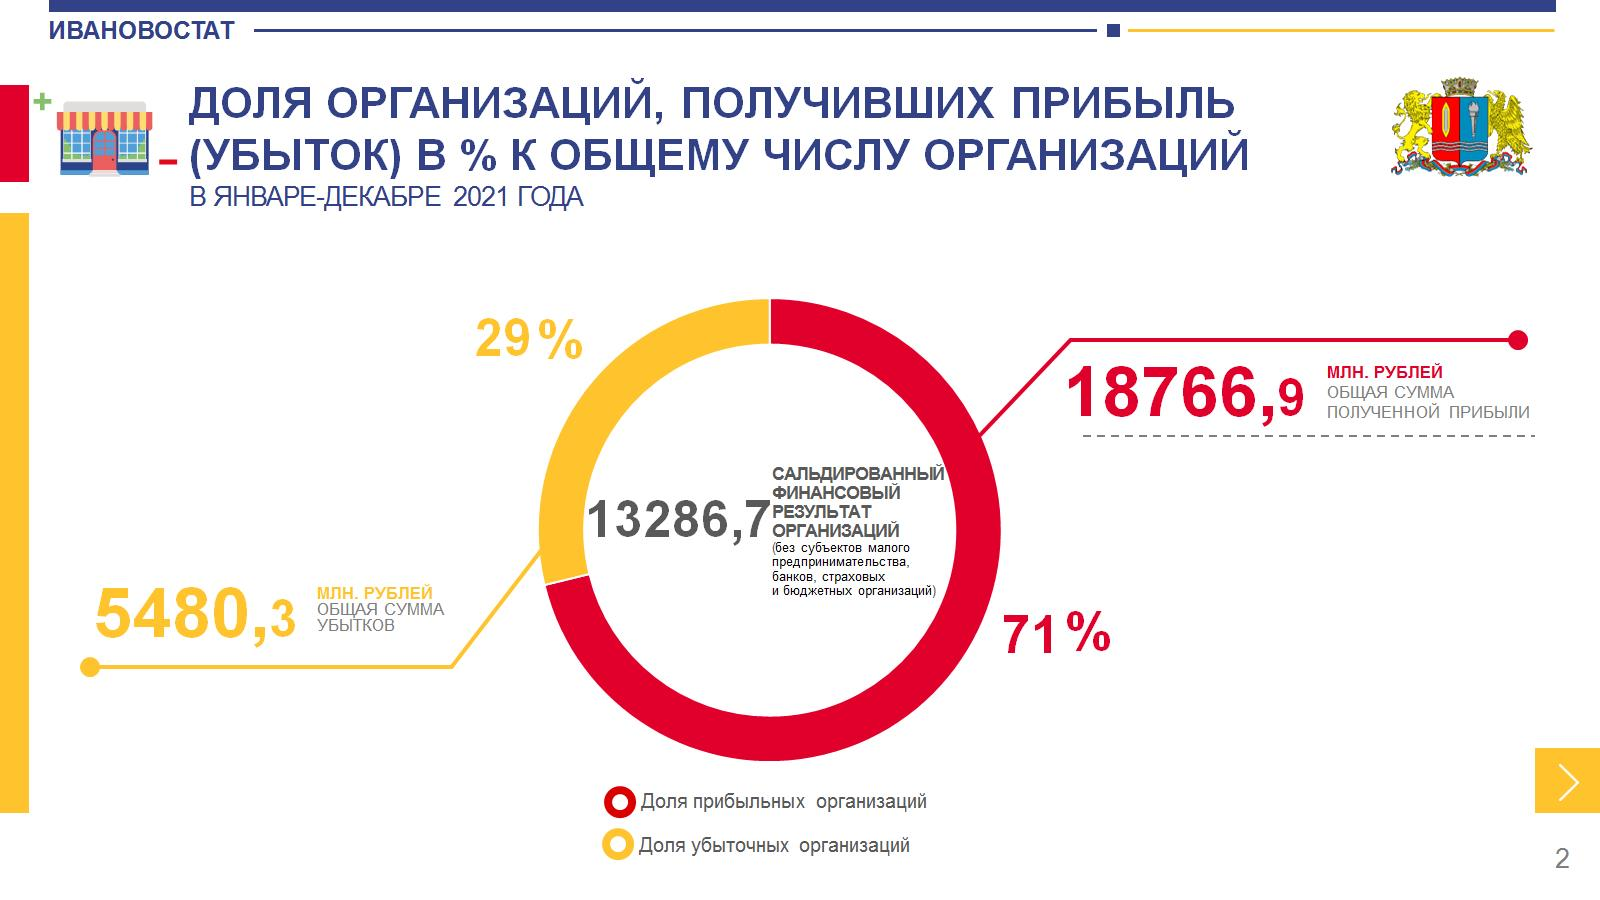 ИВАНОВОСТАТ
ДОЛЯ ОРГАНИЗАЦИЙ, ПОЛУЧИВШИХ ПРИБЫЛЬ
(УБЫТОК) В % К ОБЩЕМУ ЧИСЛУ ОРГАНИЗАЦИЙ
В ЯНВАРЕ-ДЕКАБРЕ 2021 ГОДА
29%
18766,9
МЛН. РУБЛЕЙ
ОБЩАЯ СУММА
ПОЛУЧЕННОЙ ПРИБЫЛИ
13286,7
САЛЬДИРОВАННЫЙ
ФИНАНСОВЫЙ
РЕЗУЛЬТАТ
ОРГАНИЗАЦИЙ
(без субъектов малого
предпринимательства,
банков, страховых
и бюджетных организаций)
5480,3
МЛН. РУБЛЕЙ
ОБЩАЯ СУММА
УБЫТКОВ
71%
Доля прибыльных организаций
Доля убыточных организаций
2